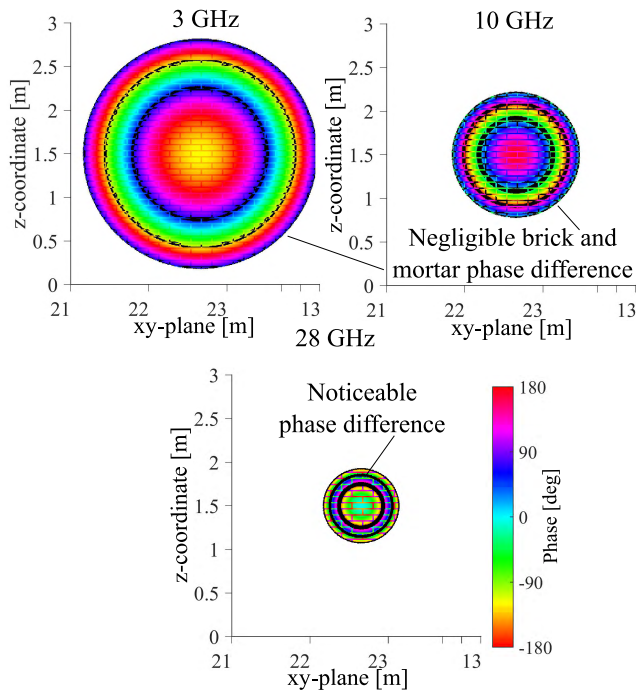 3 GHz
10 GHz
z-coordinate [m]
3
2.5
2
1.5
1
0.5
0
21
22
23
13
xy-plane [m]
z-coordinate [m]
3
2.5
2
1.5
1
0.5
0
21
22
23
13
xy-plane [m]
Negligible brick and
mortar phase difference
28 GHz
z-coordinate [m]
3
2.5
2
1.5
1
0.5
0
21
22
23
13
xy-plane [m]
Noticeable
phase difference
180
90
0
-90
-180
Phase [deg]